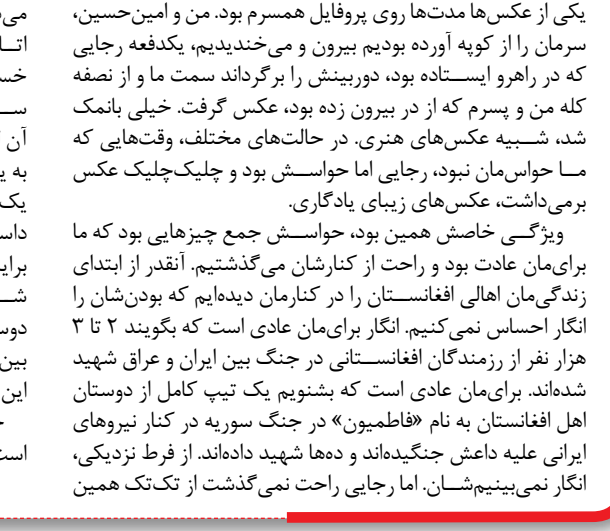 یکی از عکس‌ها مدت‌ها روی پروفایل همسرم بود. من و امین‌حسین،
سرمان را از کوپه آورده بودیم بیرون و می‌خندیدیم، یکدفعه رجایی
که در راهرو ایستاده بود، دوربینش را برگرداند سمت ما و از نصفه
کله من و پسرم که از در بیرون زده بود، عکس گرفت. خیلی بانمک
شد، شبیه عکس‌های هنری. در حالت‌های مختلف، وقت‌هایی که
ما حواس‌مان نبود، رجایی اما حواسش بود و چلیک‌چلیک عکس
برمی‌داشت، عکس‌های زیبای یادگاری.
ویژگی خاصش همین بود، حواسش جمع چیزهایی بود که ما
برای‌مان عادت بود و راحت از کنارشان می‌گذشتیم. آنقدر از ابتدای
زندگی‌مان اهالی افغانستان را در کنارمان دیده‌ایم که بودن‌شان را
انگار احساس نمی‌کنیم. انگار برای‌مان عادی است که بگویند ۲ تا ۳
هزار نفر از رزمندگان افغانستانی در جنگ بین ایران و عراق شهید
شده‌اند. برای‌مان عادی است که بشنویم یک تیپ کامل از دوستان
اهل افغانستان به نام «فاطمیون» در جنگ سوریه در کنار نیروهای
ایرانی علیه داعش جنگیده‌اند و ده‌ها شهید داده‌اند. از فرط نزدیکی،
انگار نمی‌بینیم‌شان. اما رجایی راحت نمی‌گذشت از تک‌تک همین